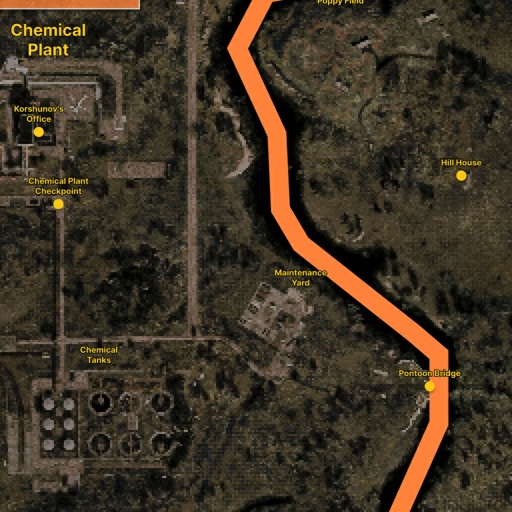 Poppy Field
Chemical
Plant
Korshunov's
Office
Hill House
Chemical Plant
Checkpoint
Maintenance
Yard
Chemical
Tanks
Pontoon Bridge